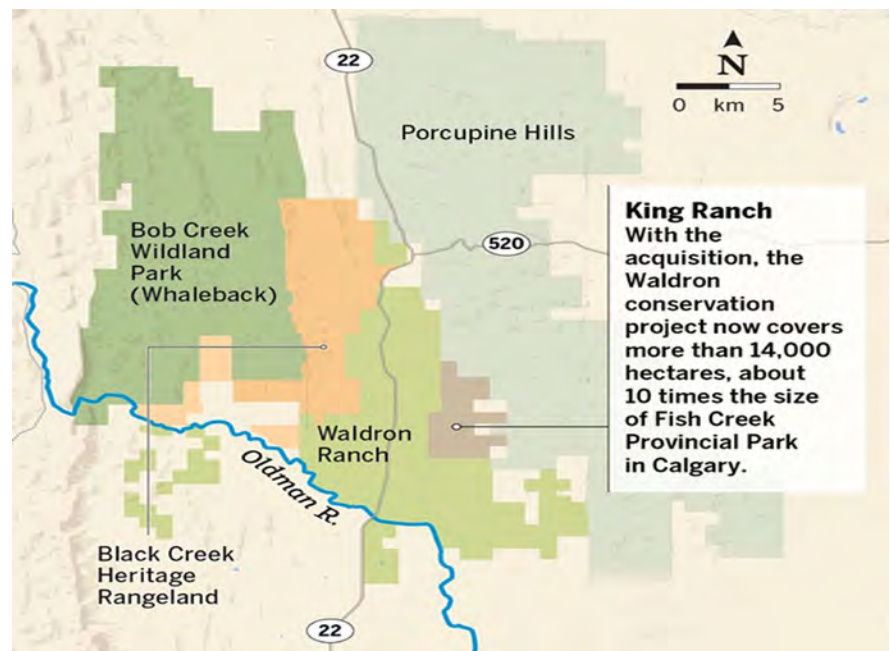 22
N
0 km 5
Porcupine Hills
Bob Creek
Wildland
Park
(Whaleback)
520
King Ranch
With the
acquisition, the
Waldron
conservation
project now covers
more than 14,000
hectares, about
10 times the size
of Fish Creek
Provincial Park
in Calgary.
Waldron
Ranch
Oldman R.
Black Creek
Heritage
Rangeland
22